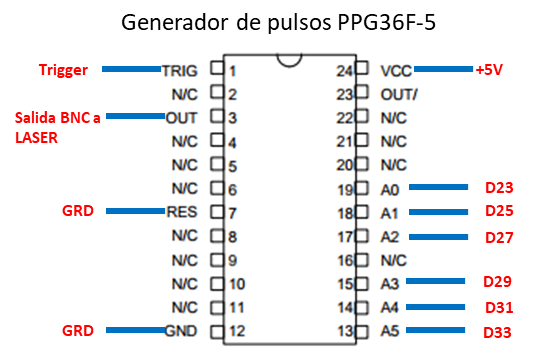 Generador de pulsos PPG36F-5
Trigger TRIG 1 24 VCC +5V
N/C 2 23 OUT/
Salida BNC a
LASER
OUT 3 22 N/C
N/C 4 21 N/C
N/C 5 20 N/C
N/C 6 19 A0 D23
GRD RES 7 18 A1 D25
N/C 8 17 A2 D27
N/C 9 16 N/C
N/C 10 15 A3 D29
N/C 11 14 A4 D31
GRD GND 12 13 A5 D33